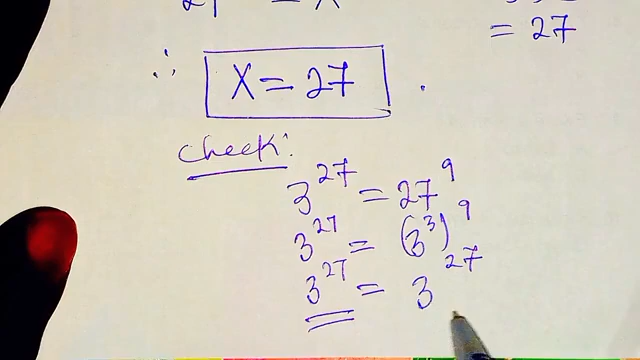 = 27
∴ X = 27 .
Check:
3^27 = 27^9
3^27 = (3^3)^9
3^27 = 3^27